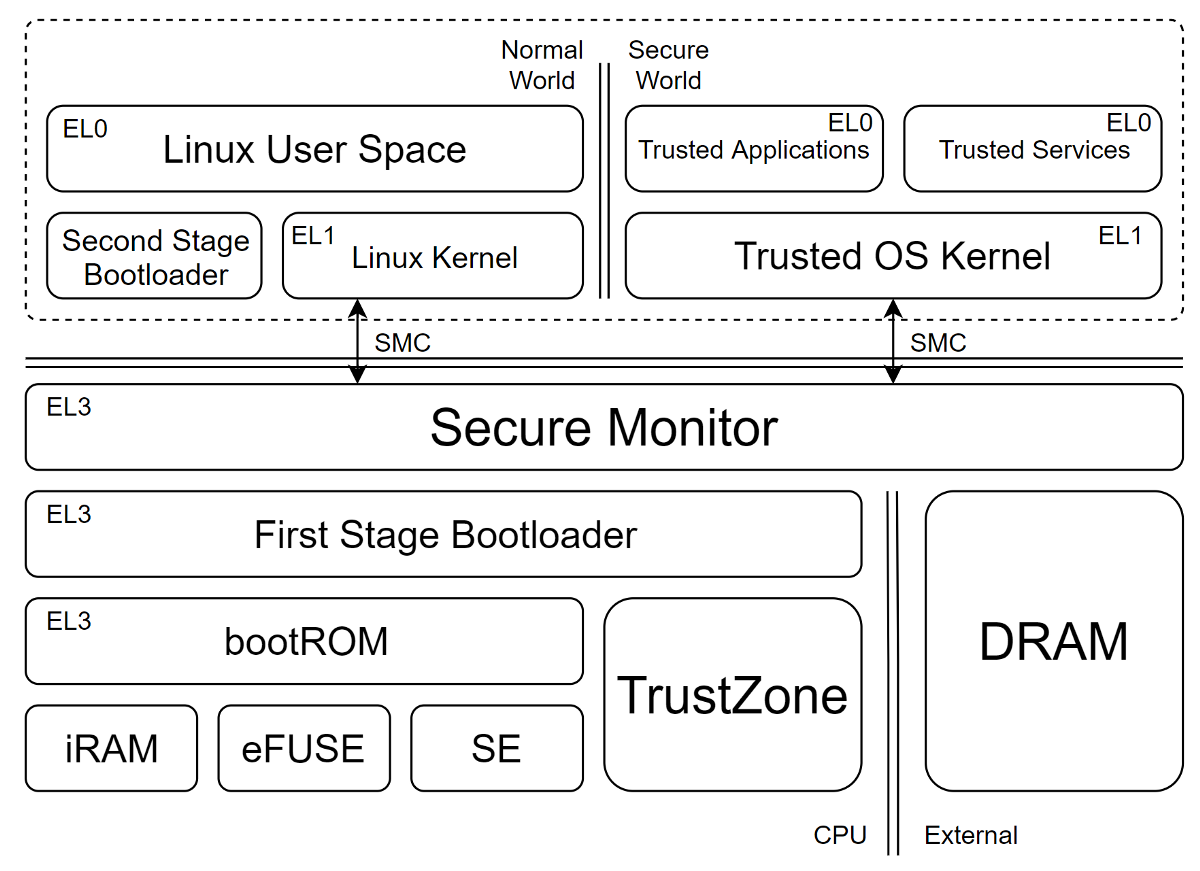 Normal
World
Secure
World
EL0
Linux User Space
EL0
Trusted Applications
EL0
Trusted Services
Second Stage
Bootloader
EL1
Linux Kernel
EL1
Trusted OS Kernel
SMC
SMC
EL3
Secure Monitor
EL3
First Stage Bootloader
EL3
bootROM
TrustZone
DRAM
iRAM
eFUSE
SE
CPU
External